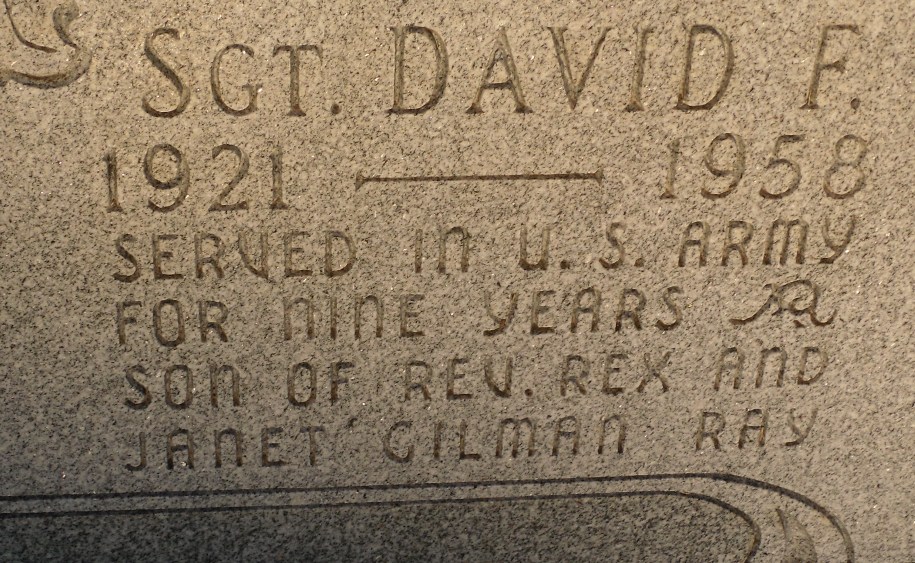 SGT. DAVID F.
1921 — 1958
SERVED IN U.S. ARMY
FOR NINE YEARS
SON OF REV. REX AND
JANET GILMAN RAY